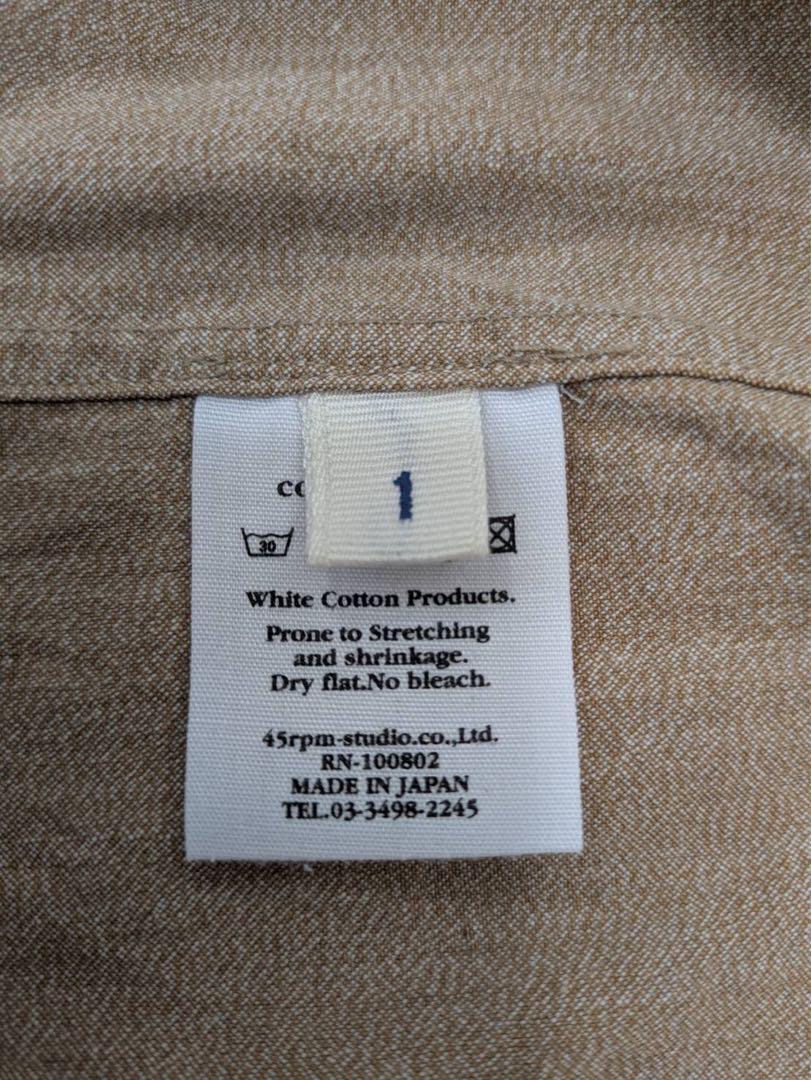 1
30
White Cotton Products.
Prone to Stretching
and shrinkage.
Dry flat.No bleach.
45rpm-studio.co.,Ltd.
RN-100802
MADE IN JAPAN
TEL.03-3498-2245